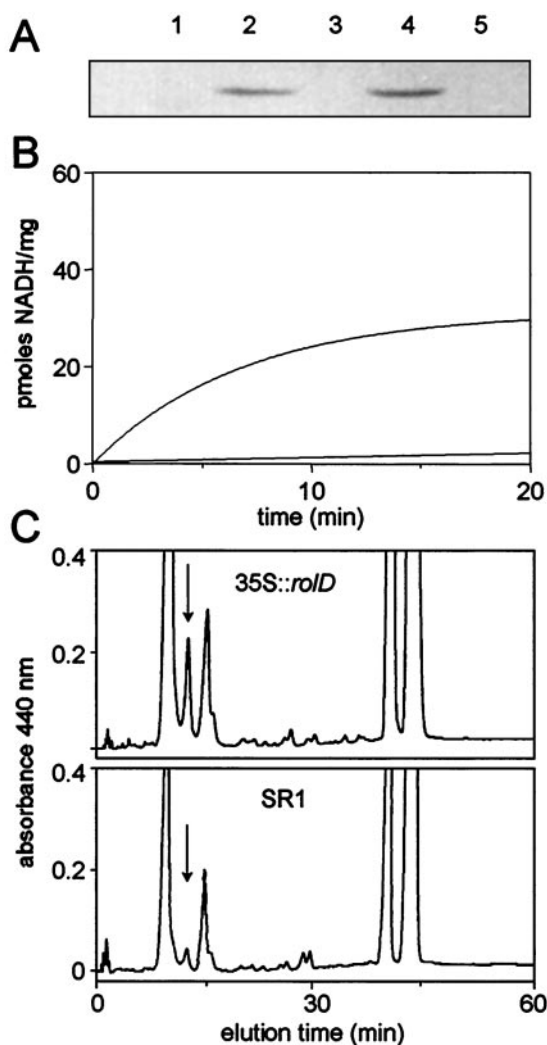 A
1 2 3 4 5
B
60
40
20
0
pmoles NADH/mg
0 10 20
time (min)
C
0.4
35S::rolD
0.2
0.4
SR1
0.2
0
absorbance 440 nm
0 30 60
elution time (min)